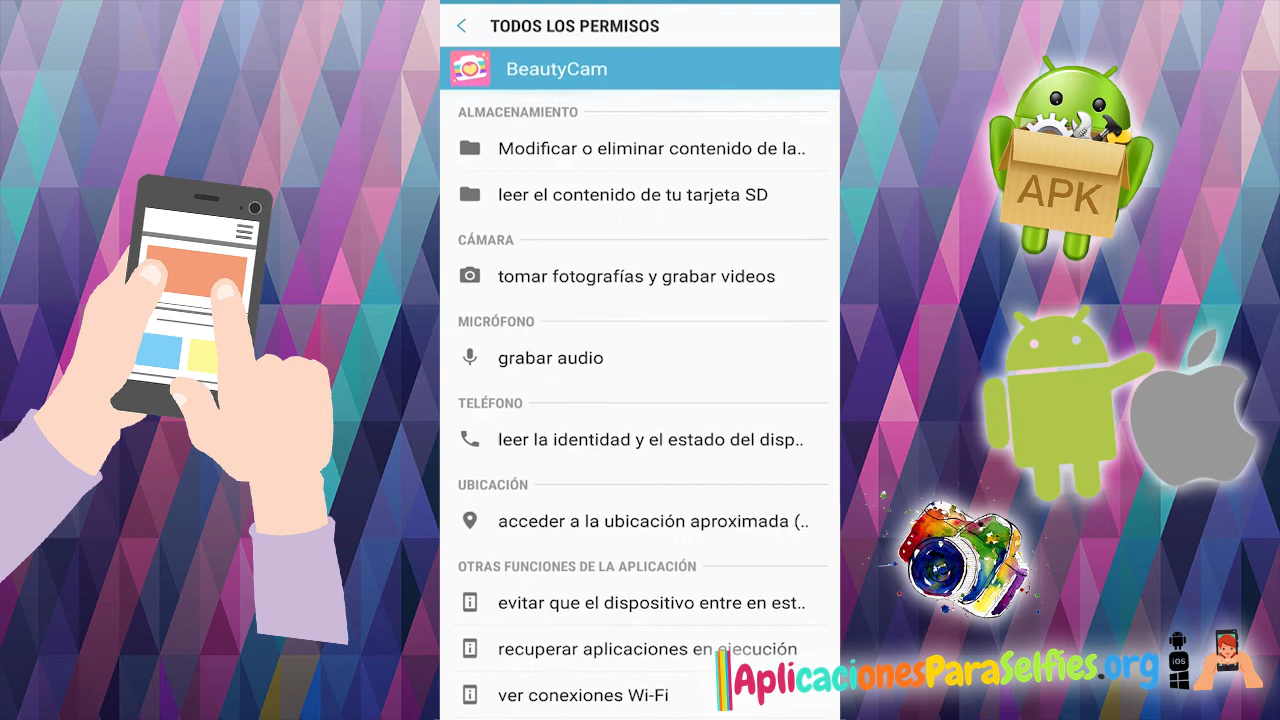 TODOS LOS PERMISOS
BeautyCam
ALMACENAMIENTO
Modificar o eliminar contenido de la..
leer el contenido de tu tarjeta SD
CÁMARA
tomar fotografías y grabar videos
MICRÓFONO
grabar audio
TELÉFONO
leer la identidad y el estado del disp..
UBICACIÓN
acceder a la ubicación aproximada (..
OTRAS FUNCIONES DE LA APLICACIÓN
evitar que el dispositivo entre en est..
recuperar aplicaciones en ejecución
ver conexiones Wi-Fi
APK
AplicacionesParaSelfies.org
iOS